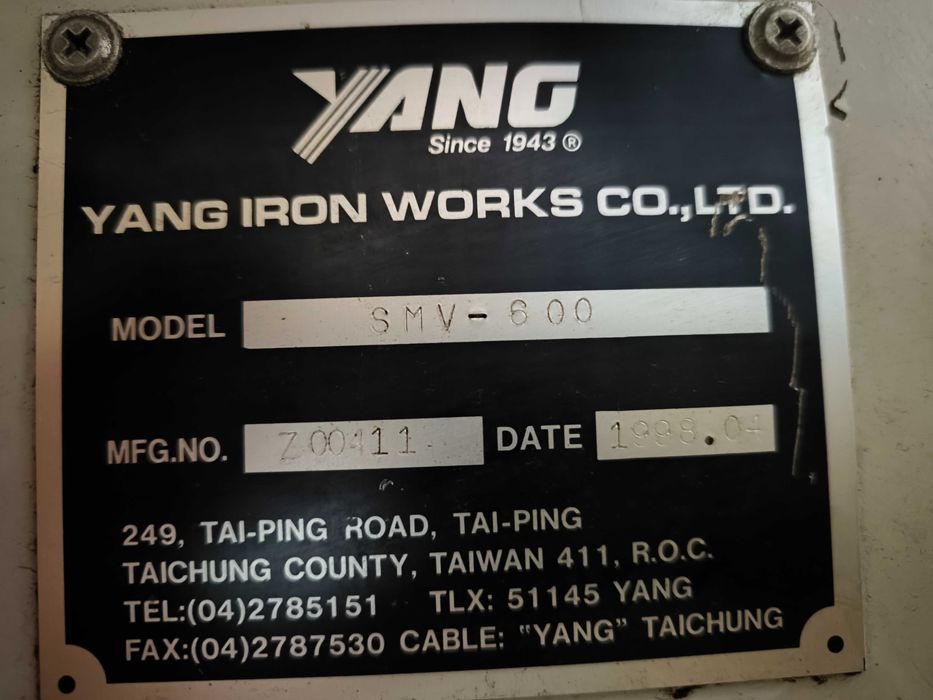 YANG
Since 1943 ®
YANG IRON WORKS CO.,LTD.
MODEL SMV-600
MFG.NO. Z00411 DATE 1998.04
249, TAI-PING ROAD, TAI-PING
TAICHUNG COUNTY, TAIWAN 411, R.O.C.
TEL:(04)2785151 TLX: 51145 YANG
FAX:(04)2787530 CABLE: "YANG" TAICHUNG